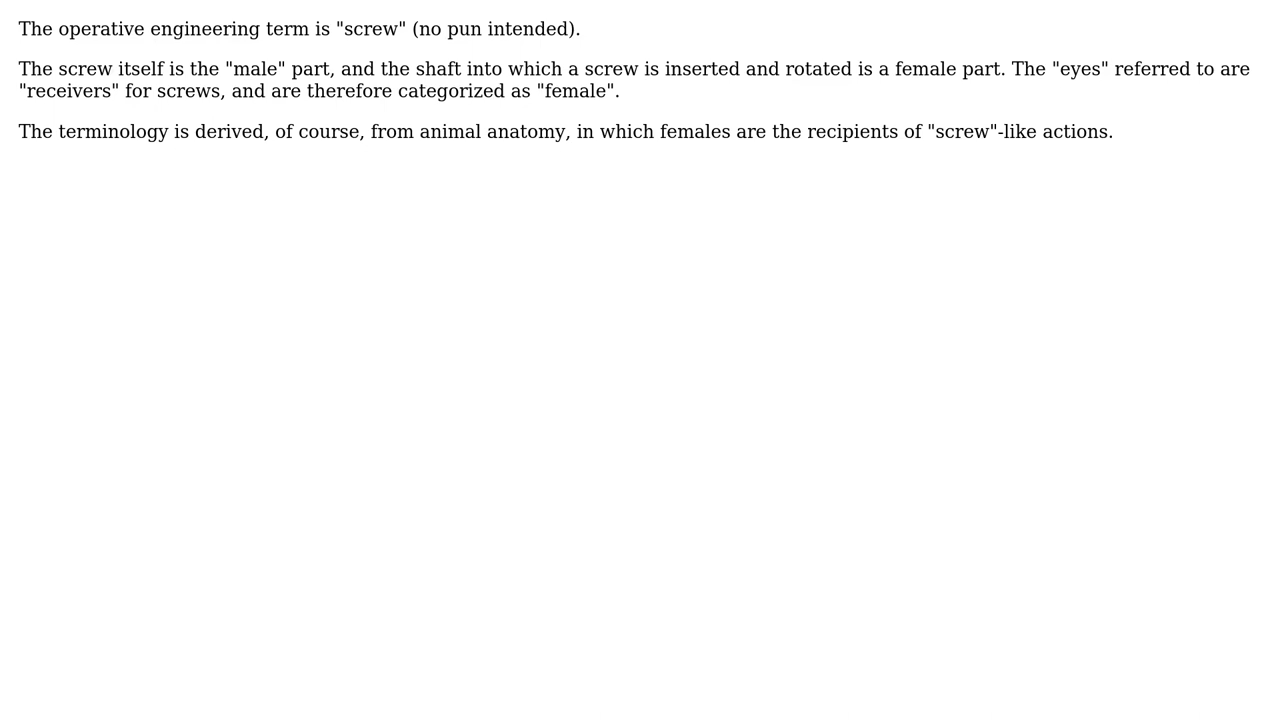 The operative engineering term is "screw" (no pun intended).
The screw itself is the "male" part, and the shaft into which a screw is inserted and rotated is a female part. The "eyes" referred to are
"receivers" for screws, and are therefore categorized as "female".
The terminology is derived, of course, from animal anatomy, in which females are the recipients of "screw"-like actions.